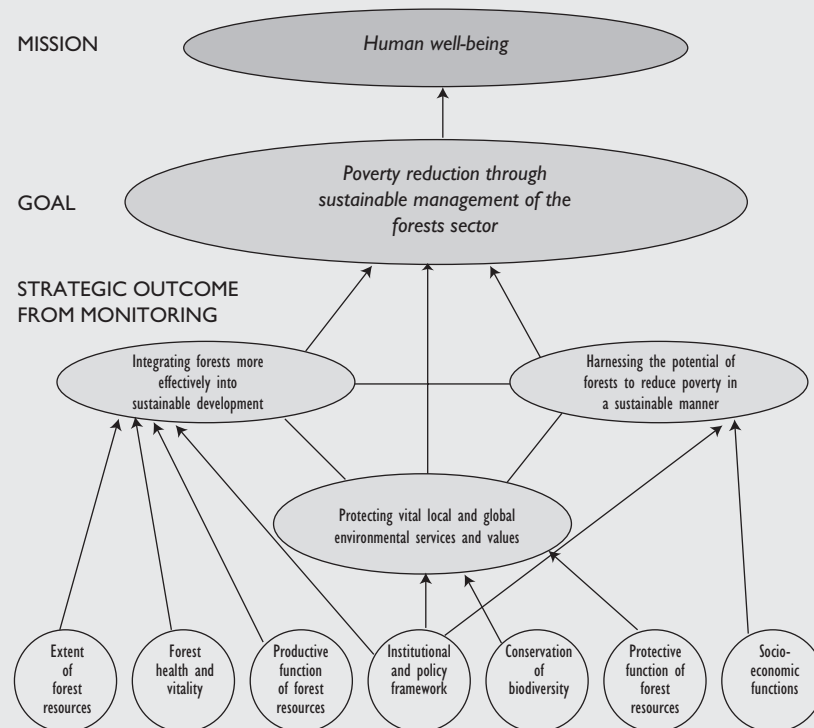 MISSION
Human well-being
GOAL
Poverty reduction through
sustainable management of the
forests sector
STRATEGIC OUTCOME
FROM MONITORING
Integrating forests more
effectively into
sustainable development
Harnessing the potential of
forests to reduce poverty in
a sustainable manner
Protecting vital local and global
environmental services and values
Extent
of
forest
resources
Forest
health and
vitality
Productive
function
of forest
resources
Institutional
and policy
framework
Conservation
of
biodiversity
Protective
function of
forest
resources
Socio-
economic
functions